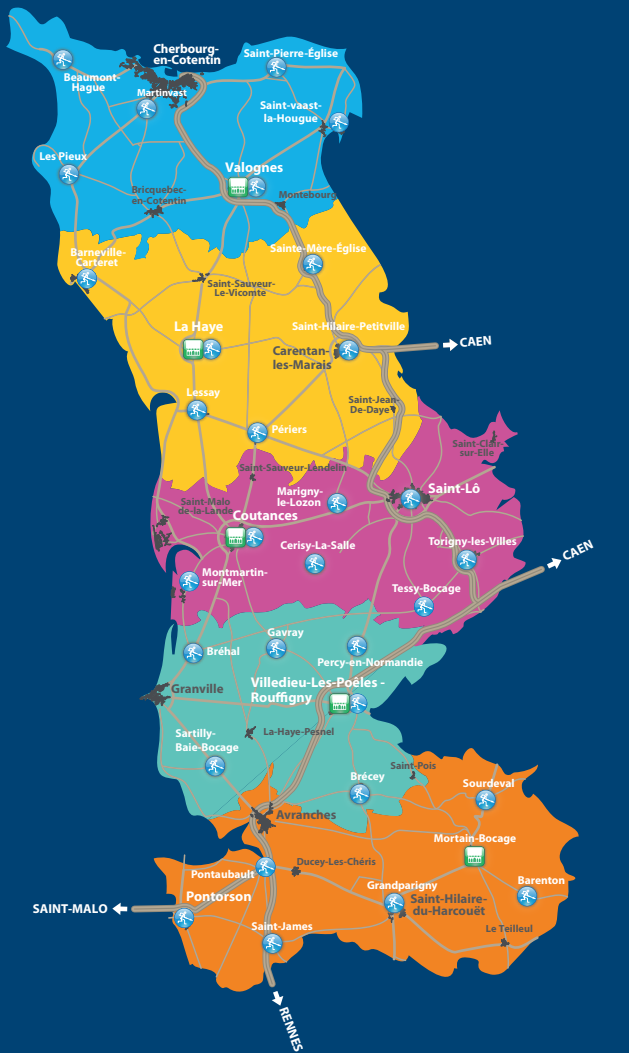 Cherbourg-
en-Cotentin
Saint-Pierre-Église
Beaumont-
Hague
Martinvast
Saint-vaast-
la-Hougue
Les Pieux
Valognes
Bricquebec-
en-Cotentin
Montebourg
Sainte-Mère-Église
Barneville-
Carteret
Saint-Sauveur-
Le-Vicomte
La Haye
Saint-Hilaire-Petitville
CAEN
Carentan-
les-Marais
Lessay
Saint-Jean-
De-Daye
Périers
Saint-Clair-
sur-Elle
Saint-Sauveur-Lendelin
Marigny-
le-Lozon
Saint-Lô
Saint-Malo
de-la-Lande
Coutances
Cerisy-La-Salle
Torigny-les-Villes
CAEN
Montmartin-
sur-Mer
Tessy-Bocage
Gavray
Bréhal
Percy-en-Normandie
Granville
Villedieu-Les-Poêles -
Rouffigny
Sartilly-
Baie-Bocage
La-Haye-Pesnel
Saint-Pois
Brécey
Sourdeval
Avranches
Mortain-Bocage
Ducey-Les-Chéris
Pontaubault
Grandparigny
Barenton
Pontorson
Saint-Hilaire-
du-Harcouët
SAINT-MALO
Saint-James
Le Teilleul
RENNES